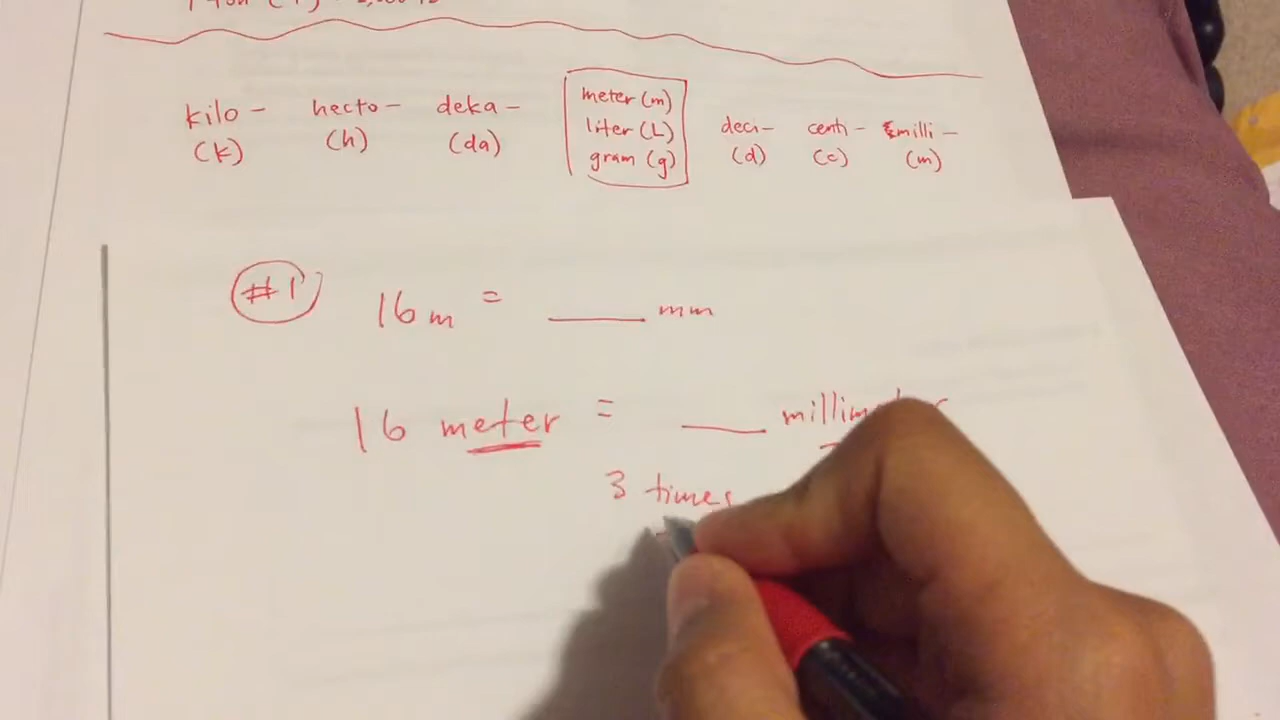 kilo- hecto- deka- meter (m) deci- centi- milli-
(k) (h) (da) liter (L) (d) (c) (m)
gram (g)
#1 16 m = ____ mm
16 meter = ____
3 times